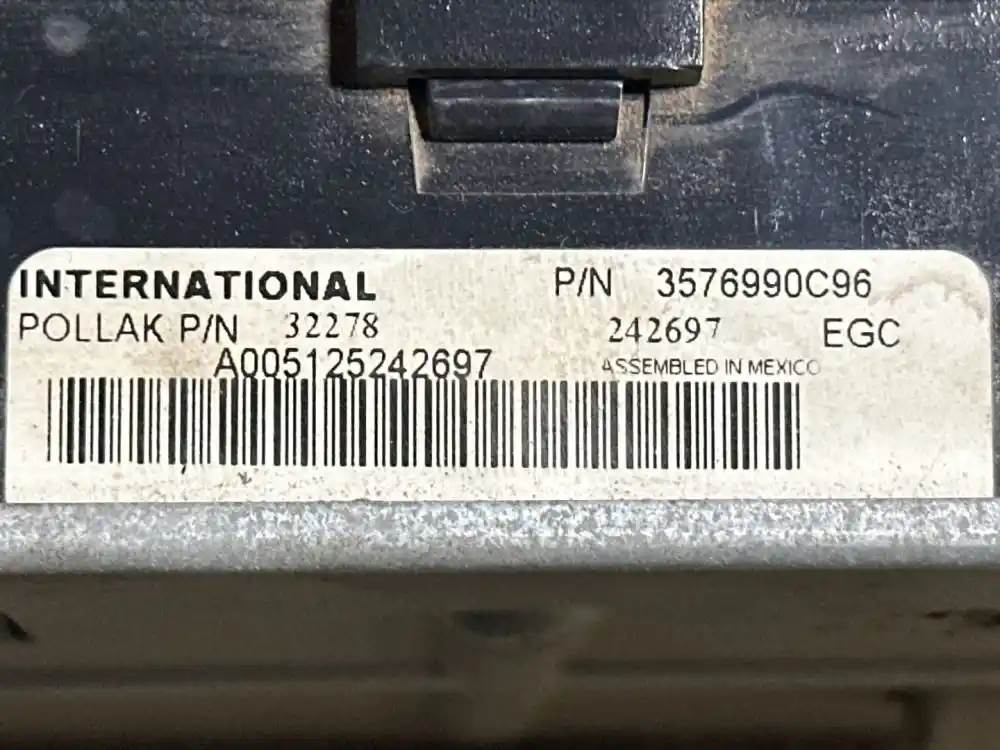 INTERNATIONAL P/N 3576990C96
POLLAK P/N 32278 242697 EGC
A005125242697 ASSEMBLED IN MEXICO